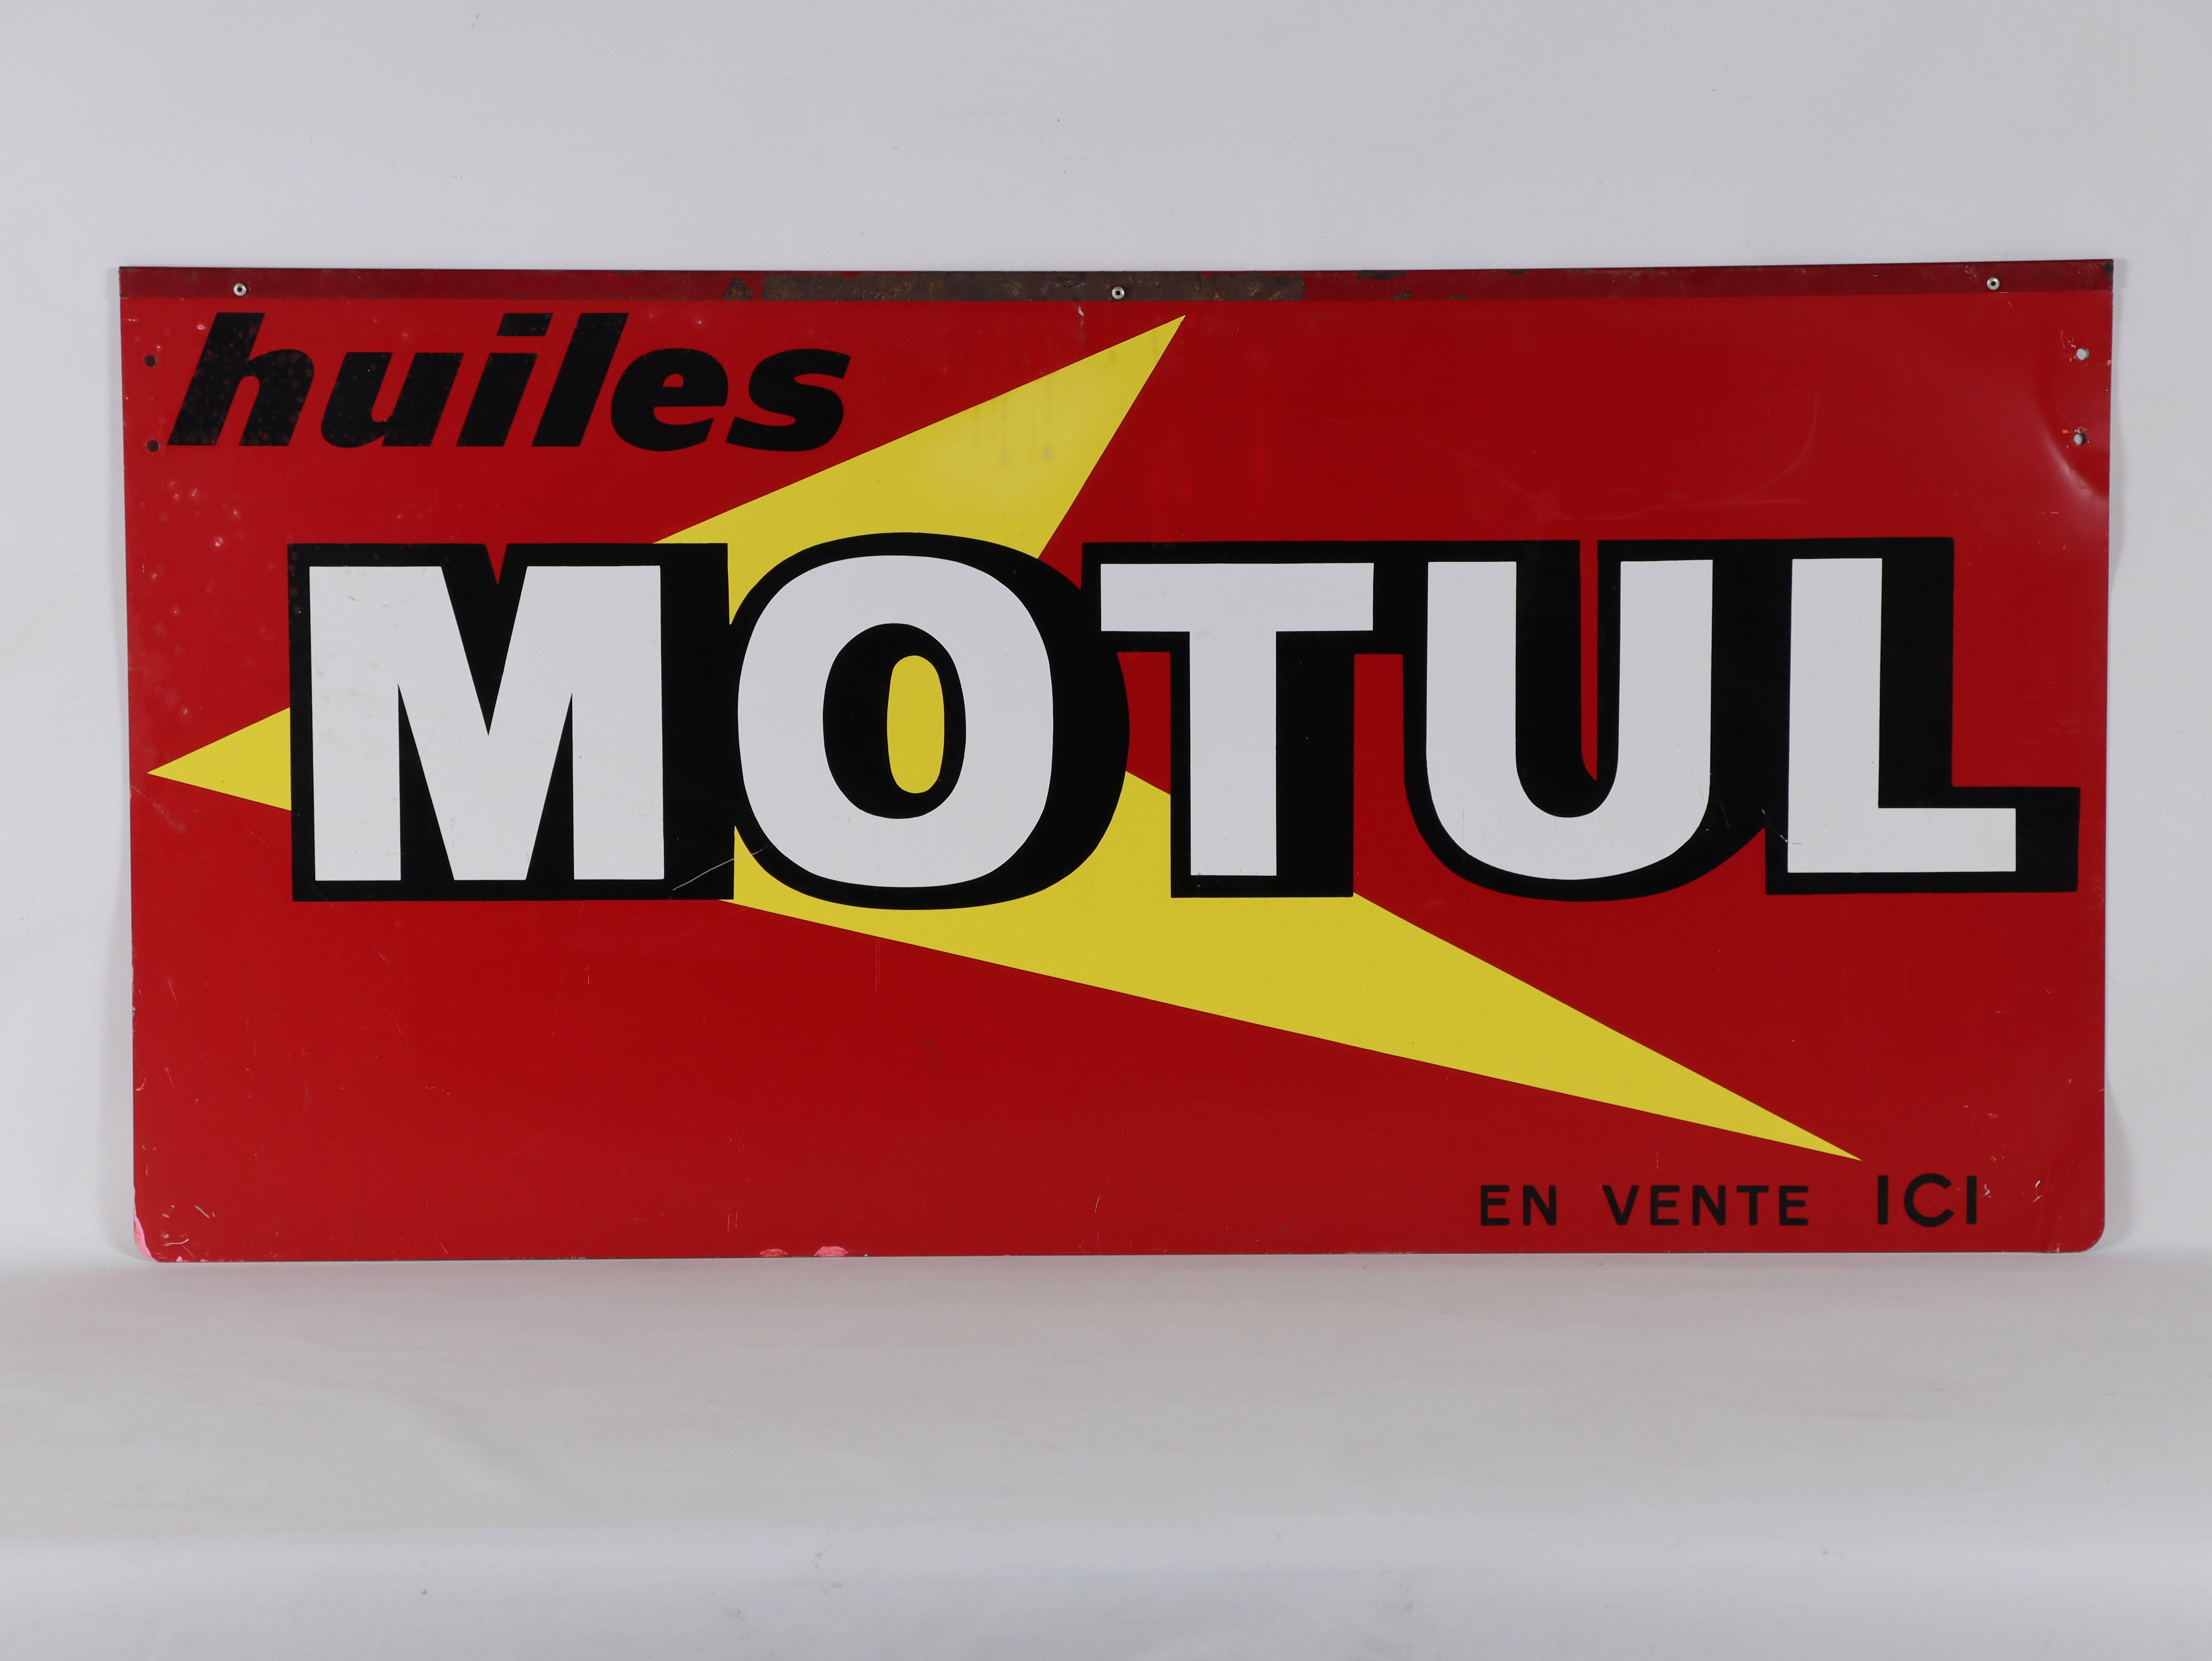 huiles
MOTUL
EN VENTE ICI